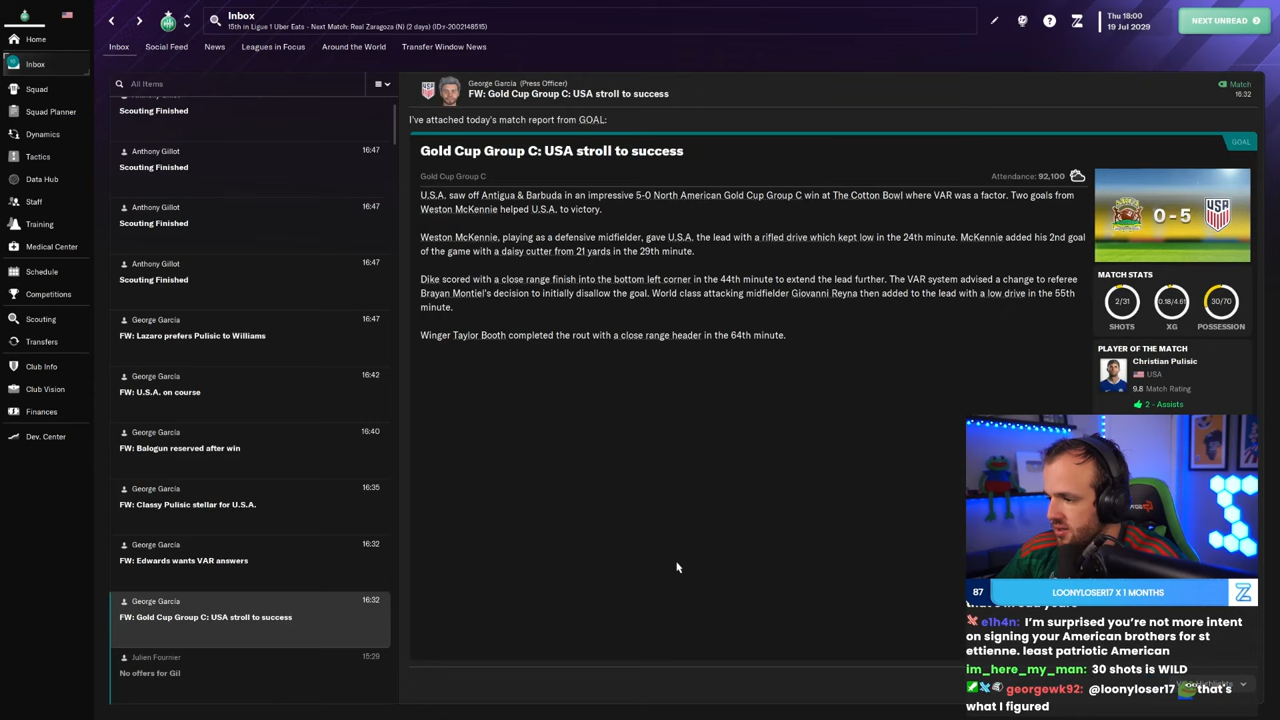 Inbox
15th in Ligue 1 Uber Eats - Next Match: Real Zaragoza (N) (2 days) (ID:r-2002148515)
Thu 18:00
19 Jul 2029
NEXT UNREAD
Inbox
Social Feed
News
Leagues in Focus
Around the World
Transfer Window News
Home
Inbox
Squad
Squad Planner
Dynamics
Tactics
Data Hub
Staff
Training
Medical Center
Schedule
Competitions
Scouting
Transfers
Club Info
Club Vision
Finances
Dev. Center
All Items
Scouting Finished
Anthony Gillot
16:47
Scouting Finished
Anthony Gillot
16:47
Scouting Finished
Anthony Gillot
16:47
Scouting Finished
George García
16:47
FW: Lazaro prefers Pulisic to Williams
George García
16:42
FW: U.S.A. on course
George García
16:40
FW: Balogun reserved after win
George García
16:35
FW: Classy Pulisic stellar for U.S.A.
George García
16:32
FW: Edwards wants VAR answers
George García
16:32
FW: Gold Cup Group C: USA stroll to success
Julien Fournier
15:29
No offers for Gil
George García (Press Officer)
FW: Gold Cup Group C: USA stroll to success
Match
16:32
I've attached today's match report from GOAL:
GOAL
Gold Cup Group C: USA stroll to success
Gold Cup Group C
Attendance: 92,100
U.S.A. saw off Antigua & Barbuda in an impressive 5-0 North American Gold Cup Group C win at The Cotton Bowl where VAR was a factor. Two goals from
Weston McKennie helped U.S.A. to victory.
Weston McKennie, playing as a defensive midfielder, gave U.S.A. the lead with a rifled drive which kept low in the 24th minute. McKennie added his 2nd goal
of the game with a daisy cutter from 21 yards in the 29th minute.
Dike scored with a close range finish into the bottom left corner in the 44th minute to extend the lead further. The VAR system advised a change to referee
Brayan Montiel's decision to initially disallow the goal. World class attacking midfielder Giovanni Reyna then added to the lead with a low drive in the 55th
minute.
Winger Taylor Booth completed the rout with a close range header in the 64th minute.
0-5
MATCH STATS
2/31
0.18/4.61
30/70
SHOTS
XG
POSSESSION
PLAYER OF THE MATCH
Christian Pulisic
USA
9.8 Match Rating
2 - Assists
87
LOONYLOSER17 X 1 MONTHS
e1h4n: I'm surprised you're not more intent
on signing your American brothers for st
ettienne. least patriotic American
im_here_my_man: 30 shots is WILD
georgewk92: @loonyloser17 that's
what I figured